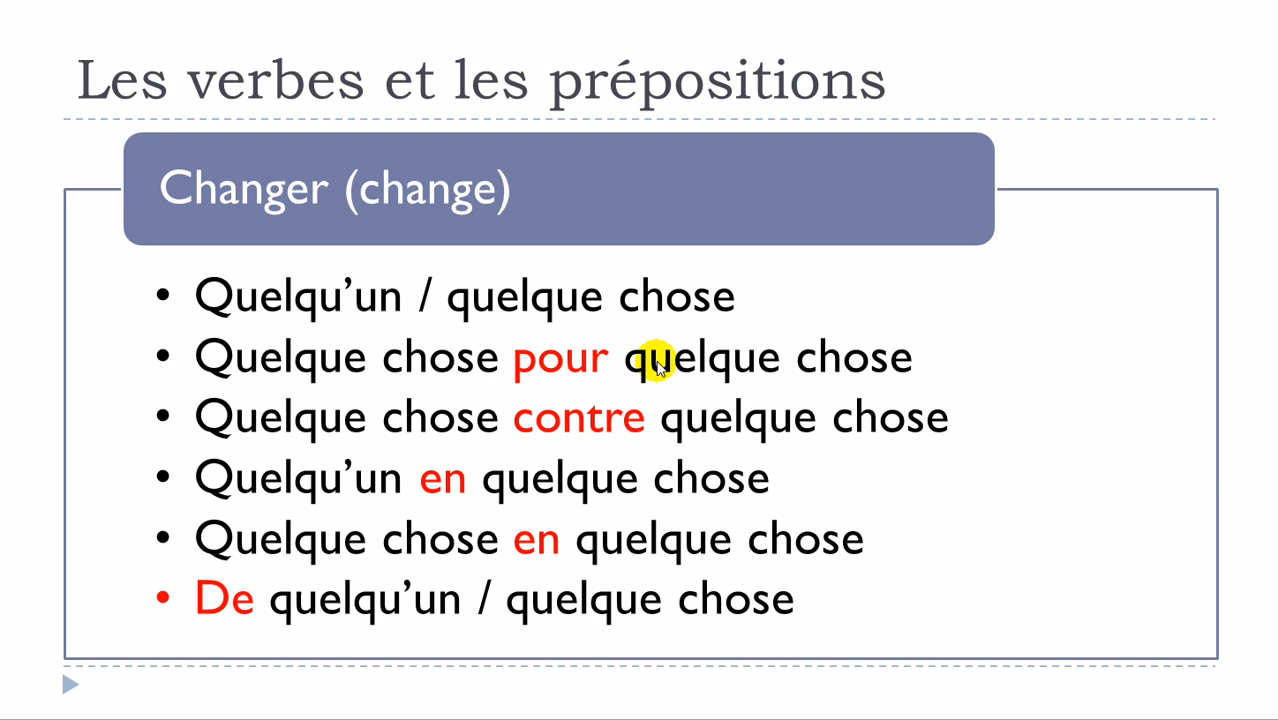 Les verbes et les prépositions
Changer (change)
• Quelqu’un / quelque chose
• Quelque chose pour quelque chose
• Quelque chose contre quelque chose
• Quelqu’un en quelque chose
• Quelque chose en quelque chose
• De quelqu’un / quelque chose